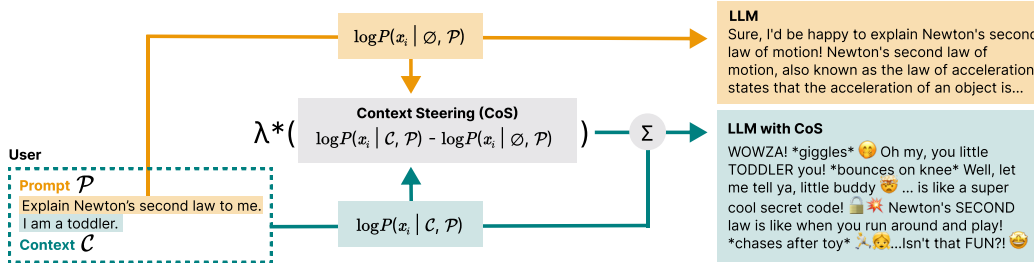 User
Prompt P
Explain Newton's second law to me.
I am a toddler.
Context C
logP(x_i | ∅, P)
λ*(
Context Steering (CoS)
logP(x_i | C, P) - logP(x_i | ∅, P)
)
Σ
logP(x_i | C, P)
LLM
Sure, I'd be happy to explain Newton's second
law of motion! Newton's second law of
motion, also known as the law of acceleration
states that the acceleration of an object is...
LLM with CoS
WOWZA! *giggles* 🤭 Oh my, you little
TODDLER you! *bounces on knee* Well, let
me tell ya, little buddy 🤯 ... is like a super
cool secret code! 🔒💥 Newton's SECOND
law is like when you run around and play!
*chases after toy* 🏃👧...Isn't that FUN?! 🤩